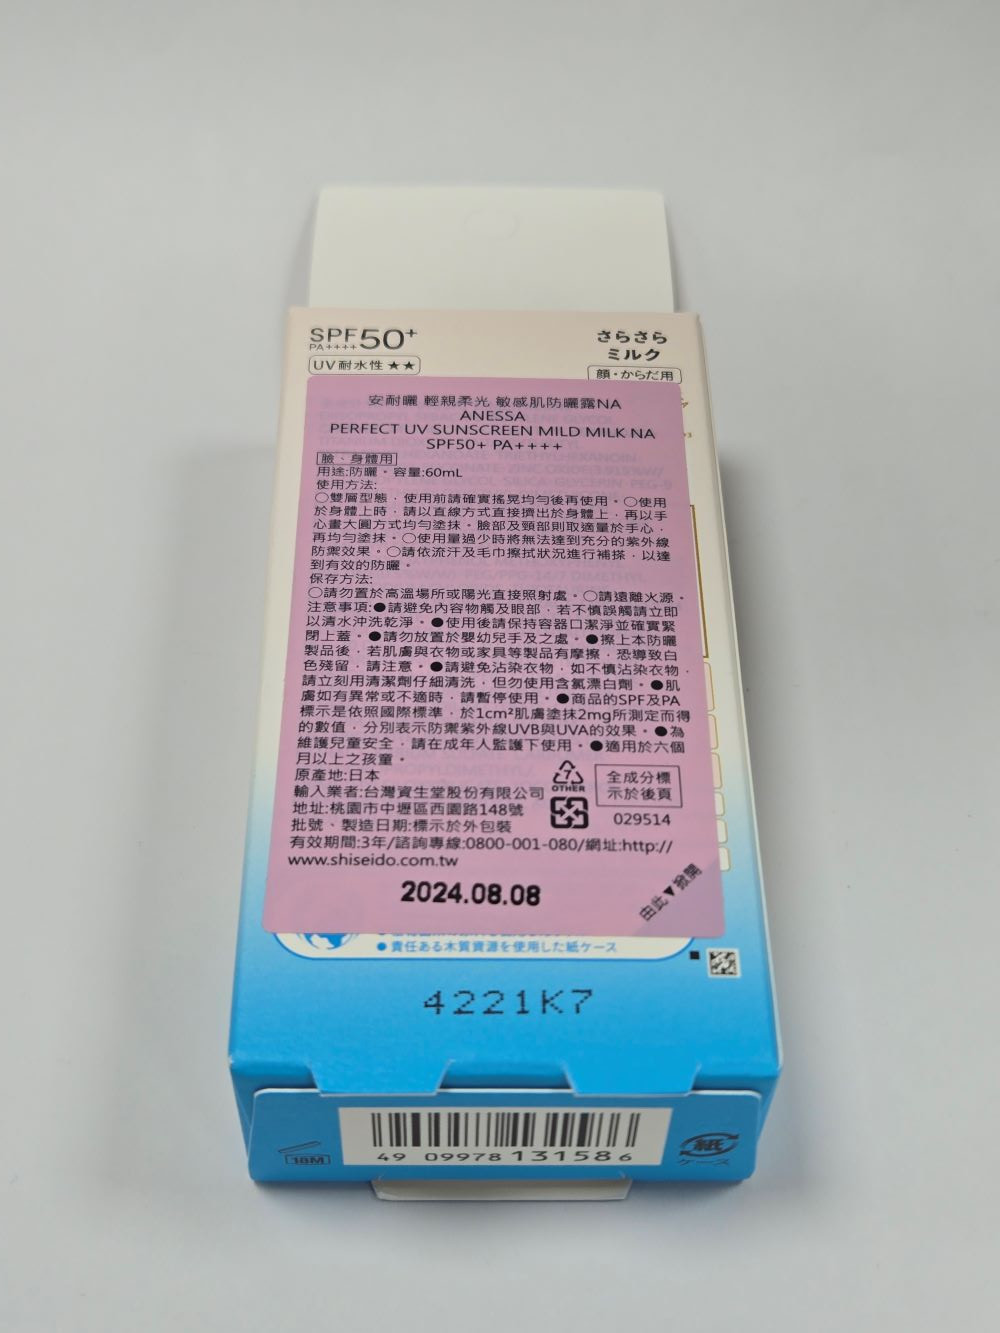 SPF50+
PA++++
UV耐水性★★
さらさら
ミルク
顔・からだ用
安耐曬 輕親柔光 敏感肌防曬露NA
ANESSA
PERFECT UV SUNSCREEN MILD MILK NA
SPF50+ PA++++
臉、身體用
用途:防曬。容量:60mL
使用方法:
○雙層型態，使用前請確實搖晃均勻後再使用。○使用
於身體上時，請以直線方式直接擠出於身體上，再以手
心畫大圓方式均勻塗抹。臉部及頸部則取適量於手心，
再均勻塗抹。○使用量過少時將無法達到充分的紫外線
防禦效果。○請依流汗及毛巾擦拭狀況進行補搽，以達
到有效的防曬。
保存方法:
○請勿置於高溫場所或陽光直接照射處。○請遠離火源。
注意事項:●請避免內容物觸及眼部，若不慎誤觸請立即
以清水沖洗乾淨。●使用後請保持容器口潔淨並確實緊
閉上蓋。●請勿放置於嬰幼兒手及之處。●擦上本防曬
製品後，若肌膚與衣物或家具等製品有摩擦，恐導致白
色殘留，請注意。●請避免沾染衣物，如不慎沾染衣物，
請立刻用清潔劑仔細清洗，但勿使用含氯漂白劑。●肌
膚如有異常或不適時，請暫停使用。●商品的SPF及PA
標示是依照國際標準，於1cm²肌膚塗抹2mg所測定而得
的數值，分別表示防禦紫外線UVB與UVA的效果。●為
維護兒童安全，請在成年人監護下使用。●適用於六個
月以上之孩童。
原產地:日本
輸入業者:台灣資生堂股份有限公司
地址:桃園市中壢區西園路148號
批號、製造日期:標示於外包裝
有效期間:3年/諮詢專線:0800-001-080/網址:http://
www.shiseido.com.tw
7
OTHER
全成分標
示於後頁
029514
2024.08.08
由此▼掀開
●責任ある木質資源を使用した紙ケース
4221K7
18M
49 09978 131586
紙
ケース